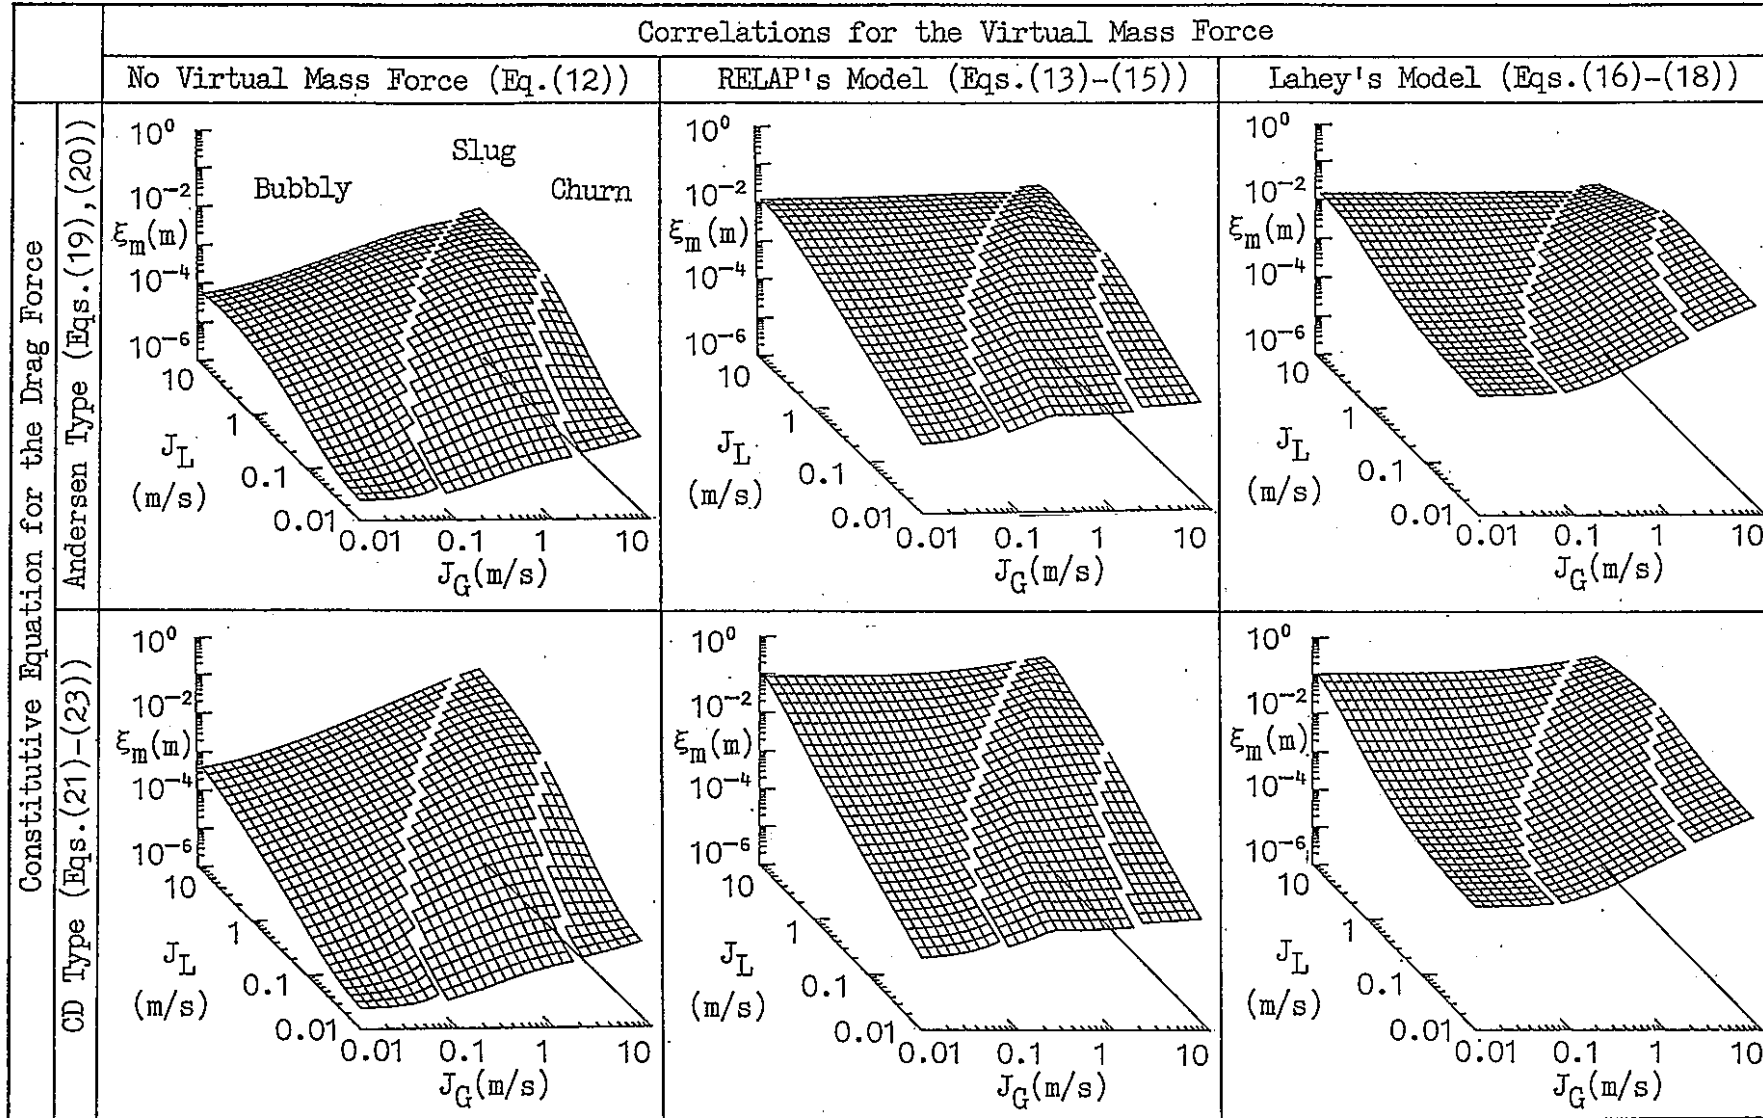 Correlations for the Virtual Mass Force
No Virtual Mass Force (Eq.(12))
RELAP's Model (Eqs.(13)-(15))
Lahey's Model (Eqs.(16)-(18))
Constitutive Equation for the Drag Force
Andersen Type (Eqs.(19),(20))
10⁰
10⁻²
ξm(m)
10⁻⁴
10⁻⁶
Bubbly
Slug
Churn
10
1
JL
(m/s)
0.1
0.01
0.01
0.1
1
10
JG(m/s)
10⁰
10⁻²
ξm(m)
10⁻⁴
10⁻⁶
10
1
JL
(m/s)
0.1
0.01
0.01
0.1
1
10
JG(m/s)
10⁰
10⁻²
ξm(m)
10⁻⁴
10⁻⁶
10
1
JL
(m/s)
0.1
0.01
0.01
0.1
1
10
JG(m/s)
CD Type (Eqs.(21)-(23))
10⁰
10⁻²
ξm(m)
10⁻⁴
10⁻⁶
10
1
JL
(m/s)
0.1
0.01
0.01
0.1
1
10
JG(m/s)
10⁰
10⁻²
ξm(m)
10⁻⁴
10⁻⁶
10
1
JL
(m/s)
0.1
0.01
0.01
0.1
1
10
JG(m/s)
10⁰
10⁻²
ξm(m)
10⁻⁴
10⁻⁶
10
1
JL
(m/s)
0.1
0.01
0.01
0.1
1
10
JG(m/s)